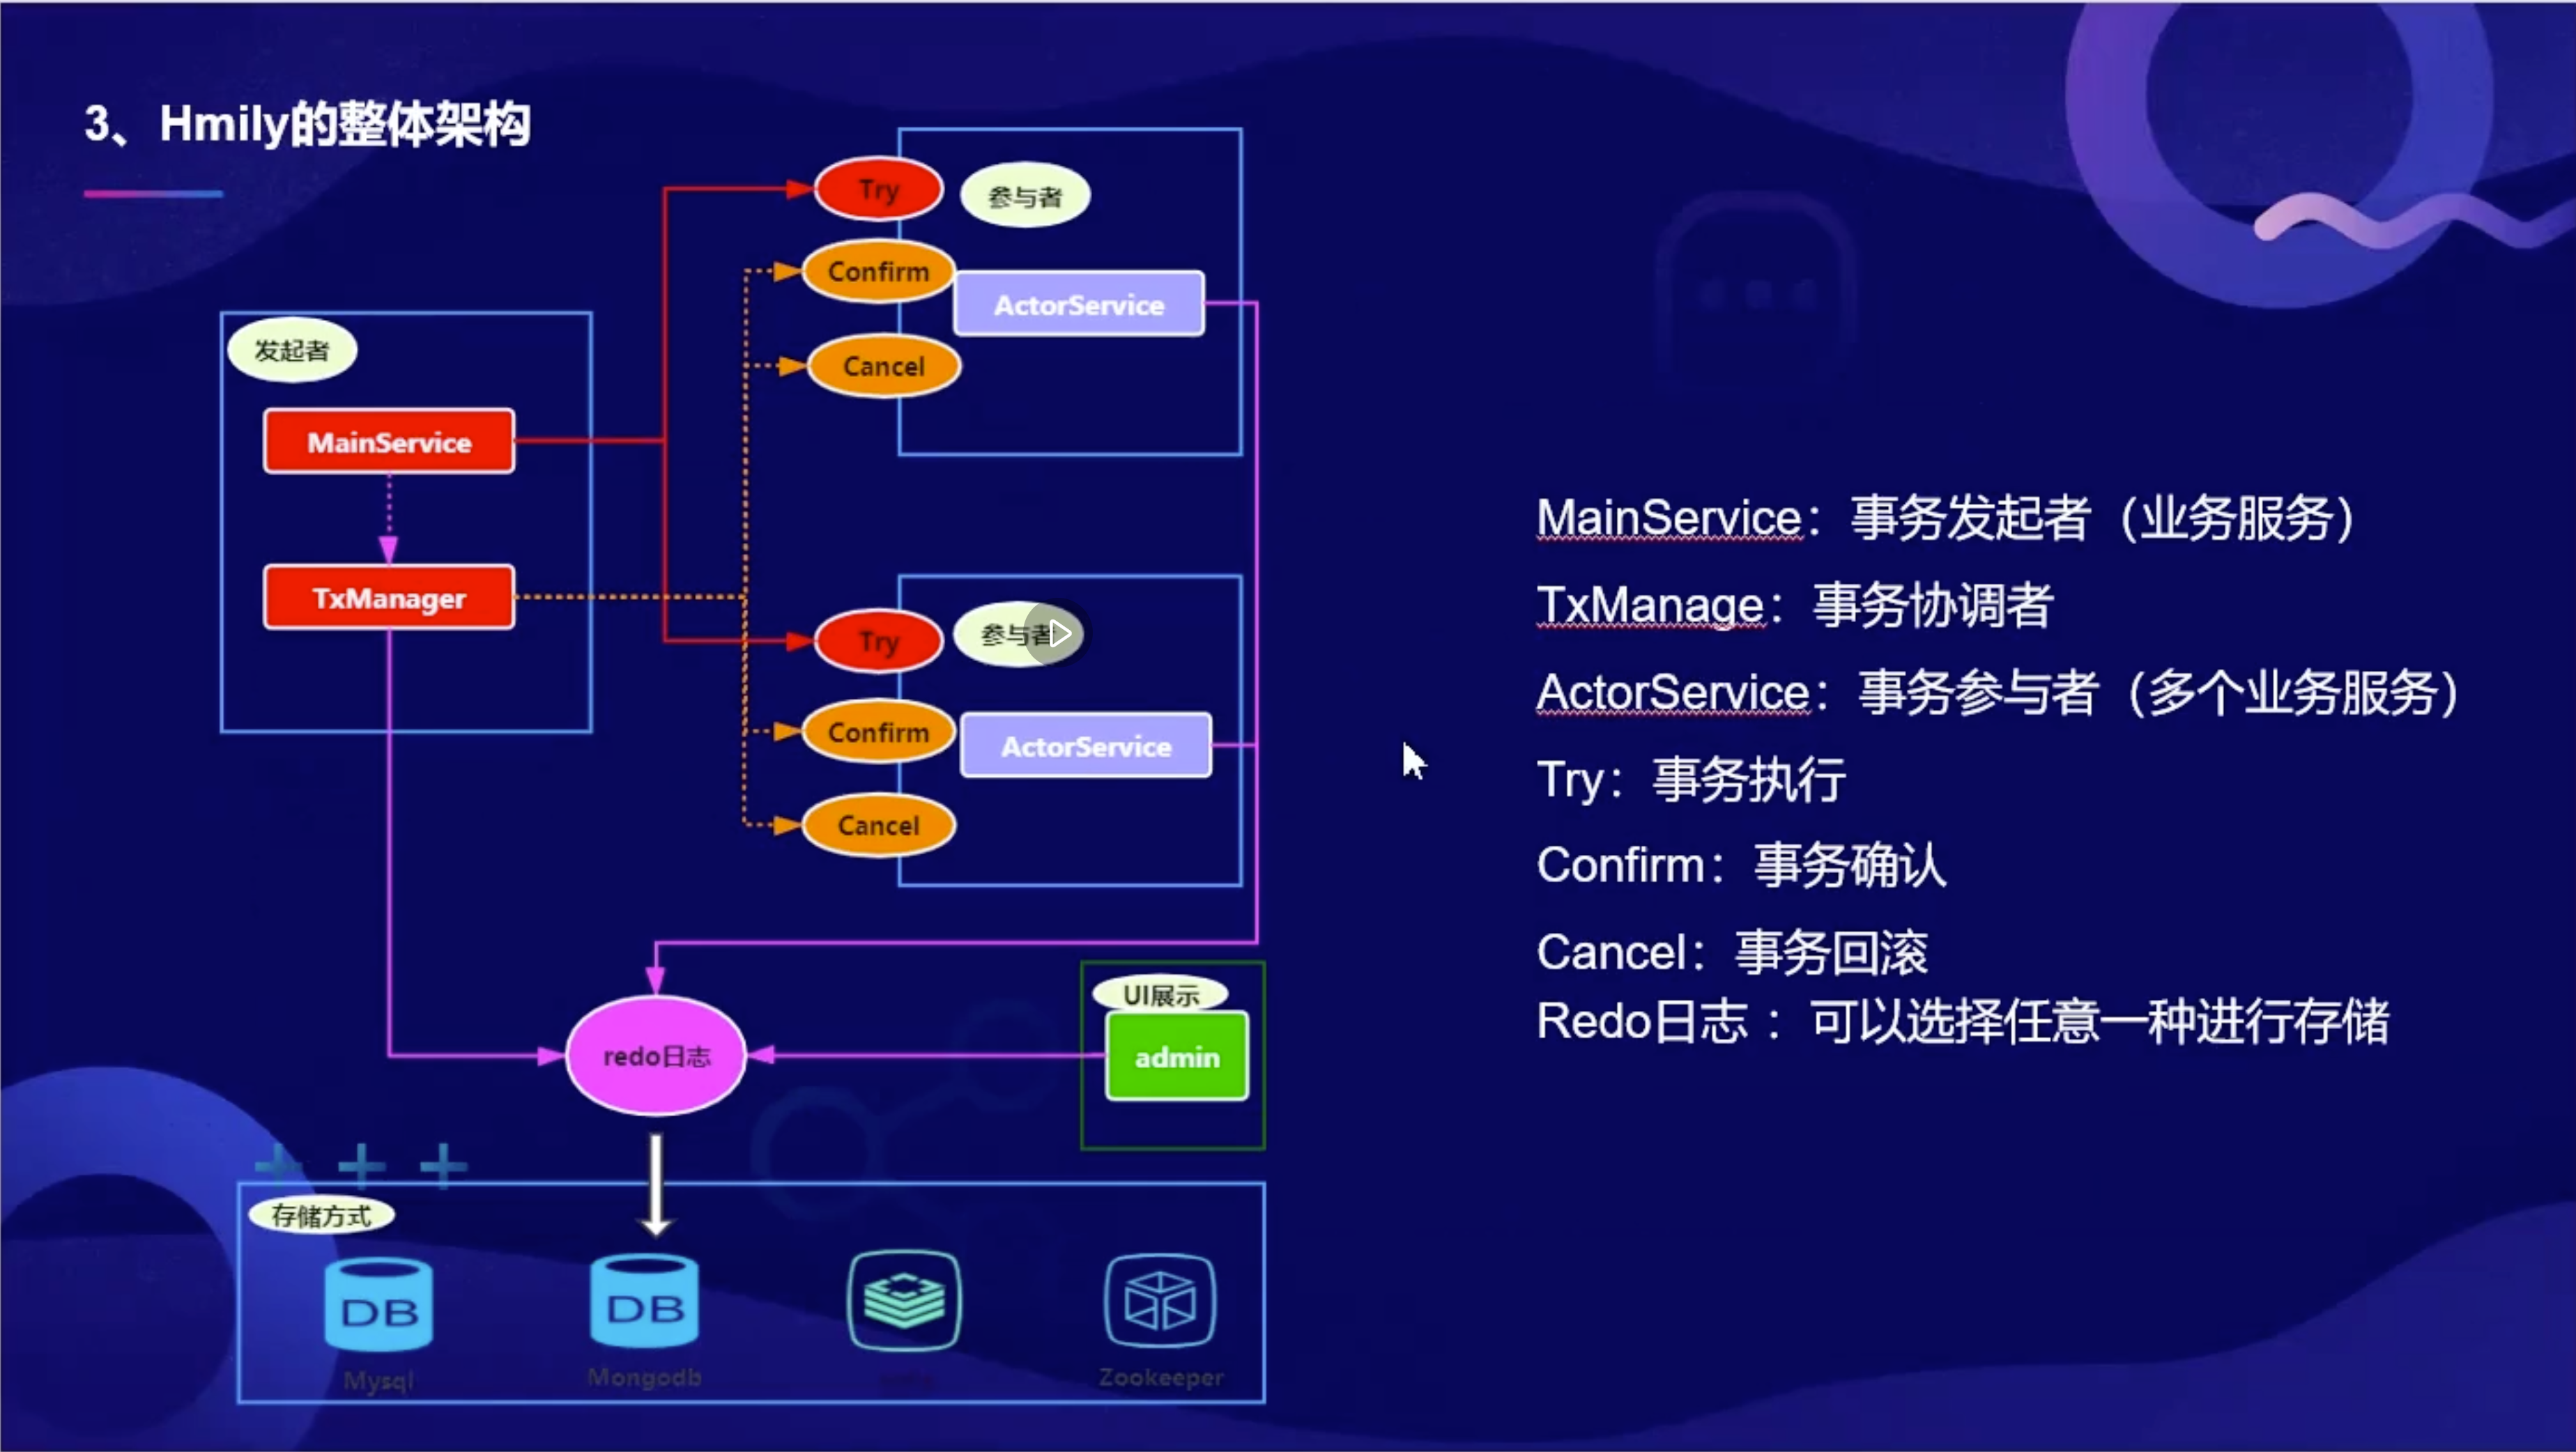 3、Hmily的整体架构
Try
参与者
Confirm
ActorService
Cancel
发起者
MainService
TxManager
Try
参与者
Confirm
ActorService
Cancel
redo日志
UI展示
admin
存储方式
DB
DB
Mysql
Mongodb
Zookeeper
MainService：事务发起者（业务服务）
TxManage：事务协调者
ActorService：事务参与者（多个业务服务）
Try：事务执行
Confirm：事务确认
Cancel：事务回滚
Redo日志 ：可以选择任意一种进行存储